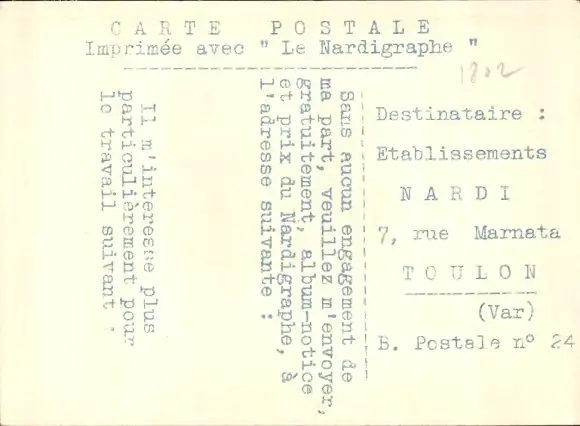 CARTE POSTALE
Imprimée avec " Le Nardigraphe "
1802
Sans aucun engagement de
ma part, veuillez m'envoyer,
gratuitement, album-notice
et prix du Nardigraphe, à
l'adresse suivante :
Il m'intéresse plus
particulièrement pour
le travail suivant :
Destinataire :
Etablissements
NARDI
7, rue Marnata
TOULON
(Var)
B. Postale n° 24